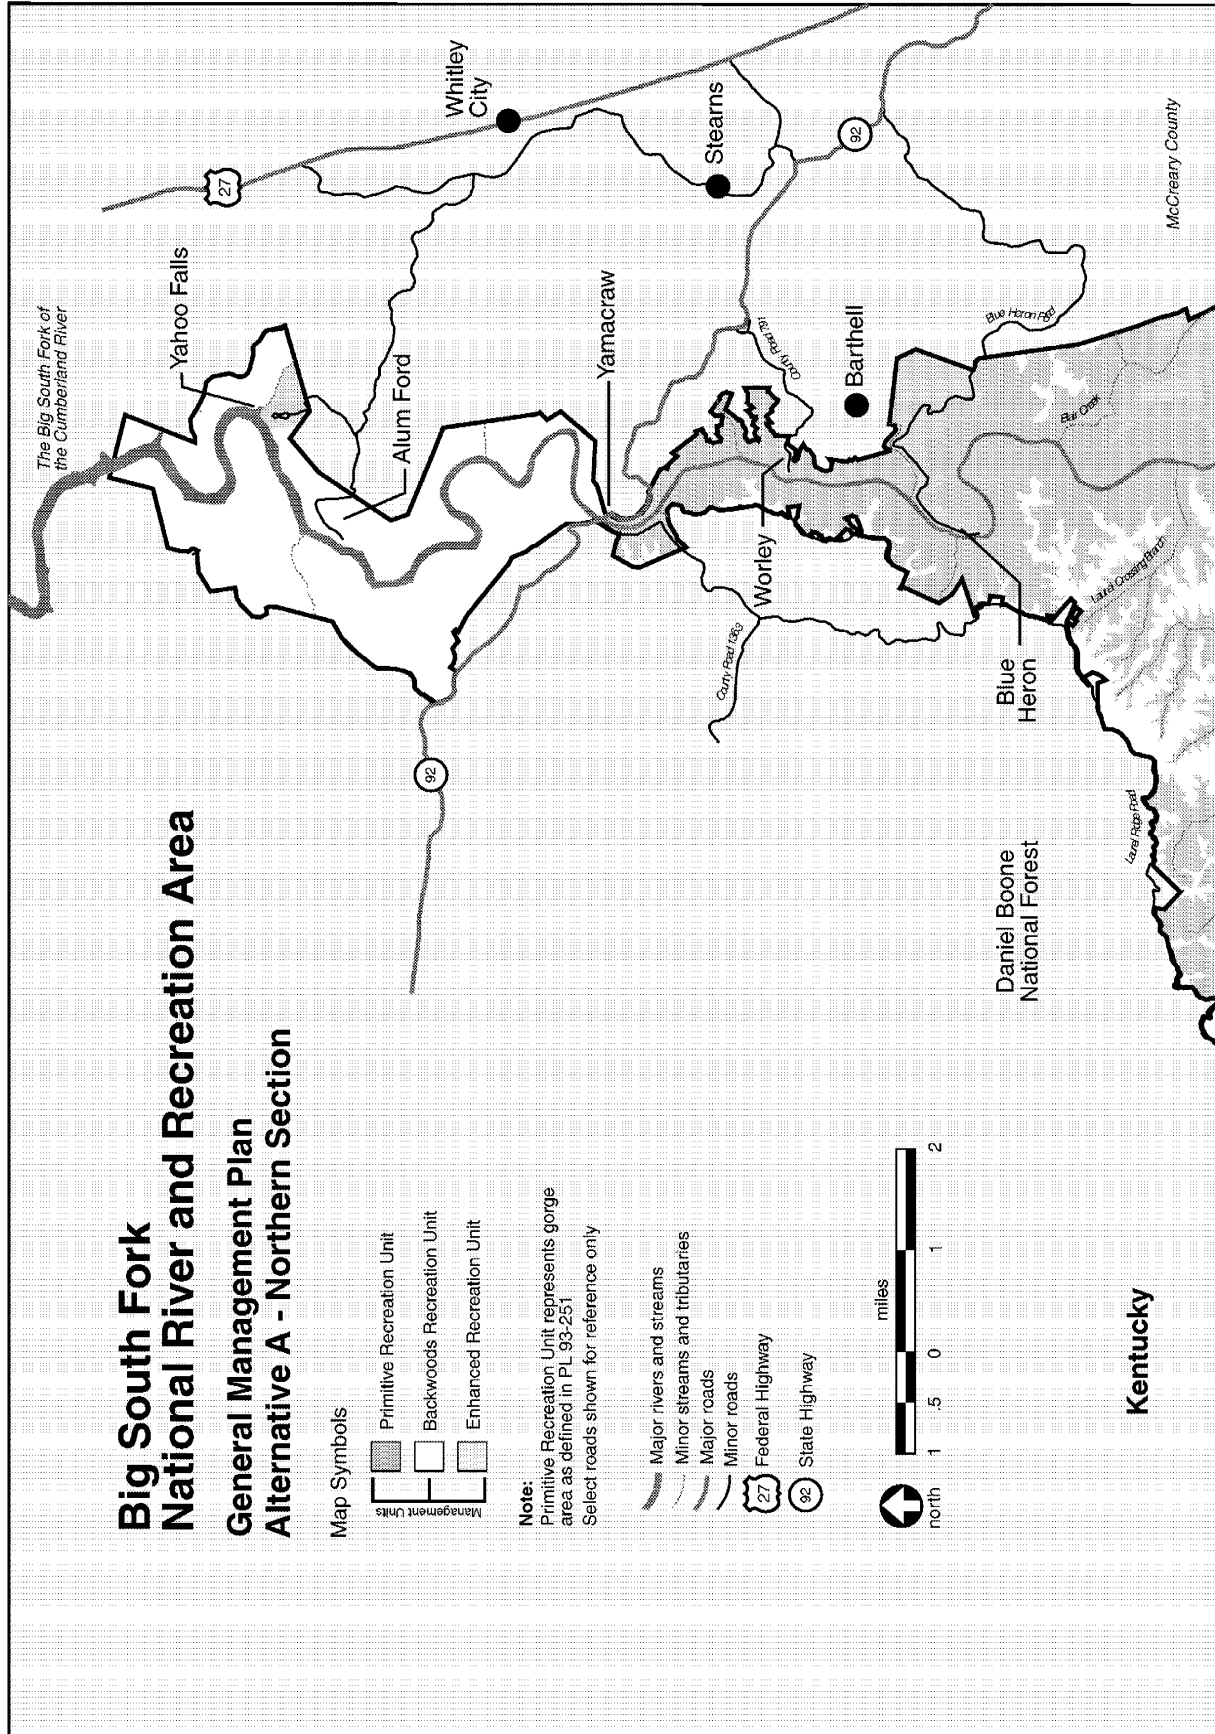 Big South Fork
National River and Recreation Area
General Management Plan
Alternative A - Northern Section
Map Symbols
Management Units
Primitive Recreation Unit
Backwoods Recreation Unit
Enhanced Recreation Unit
Note:
Primitive Recreation Unit represents gorge
area as defined in PL 93-251
Select roads shown for reference only
Major rivers and streams
Minor streams and tributaries
Major roads
Minor roads
27
Federal Highway
92
State Highway
north
miles
1
.5
0
1
2
Kentucky
The Big South Fork of
the Cumberland River
27
Yahoo Falls
Whitley
City
Alum Ford
92
Yamacraw
Stearns
County Road 791
92
County Road 1363
Worley
Barthell
Blue Heron Road
Blue
Heron
Blair Creek
Laurel Crossing Branch
Daniel Boone
National Forest
Laurel Ridge Road
McCreary County